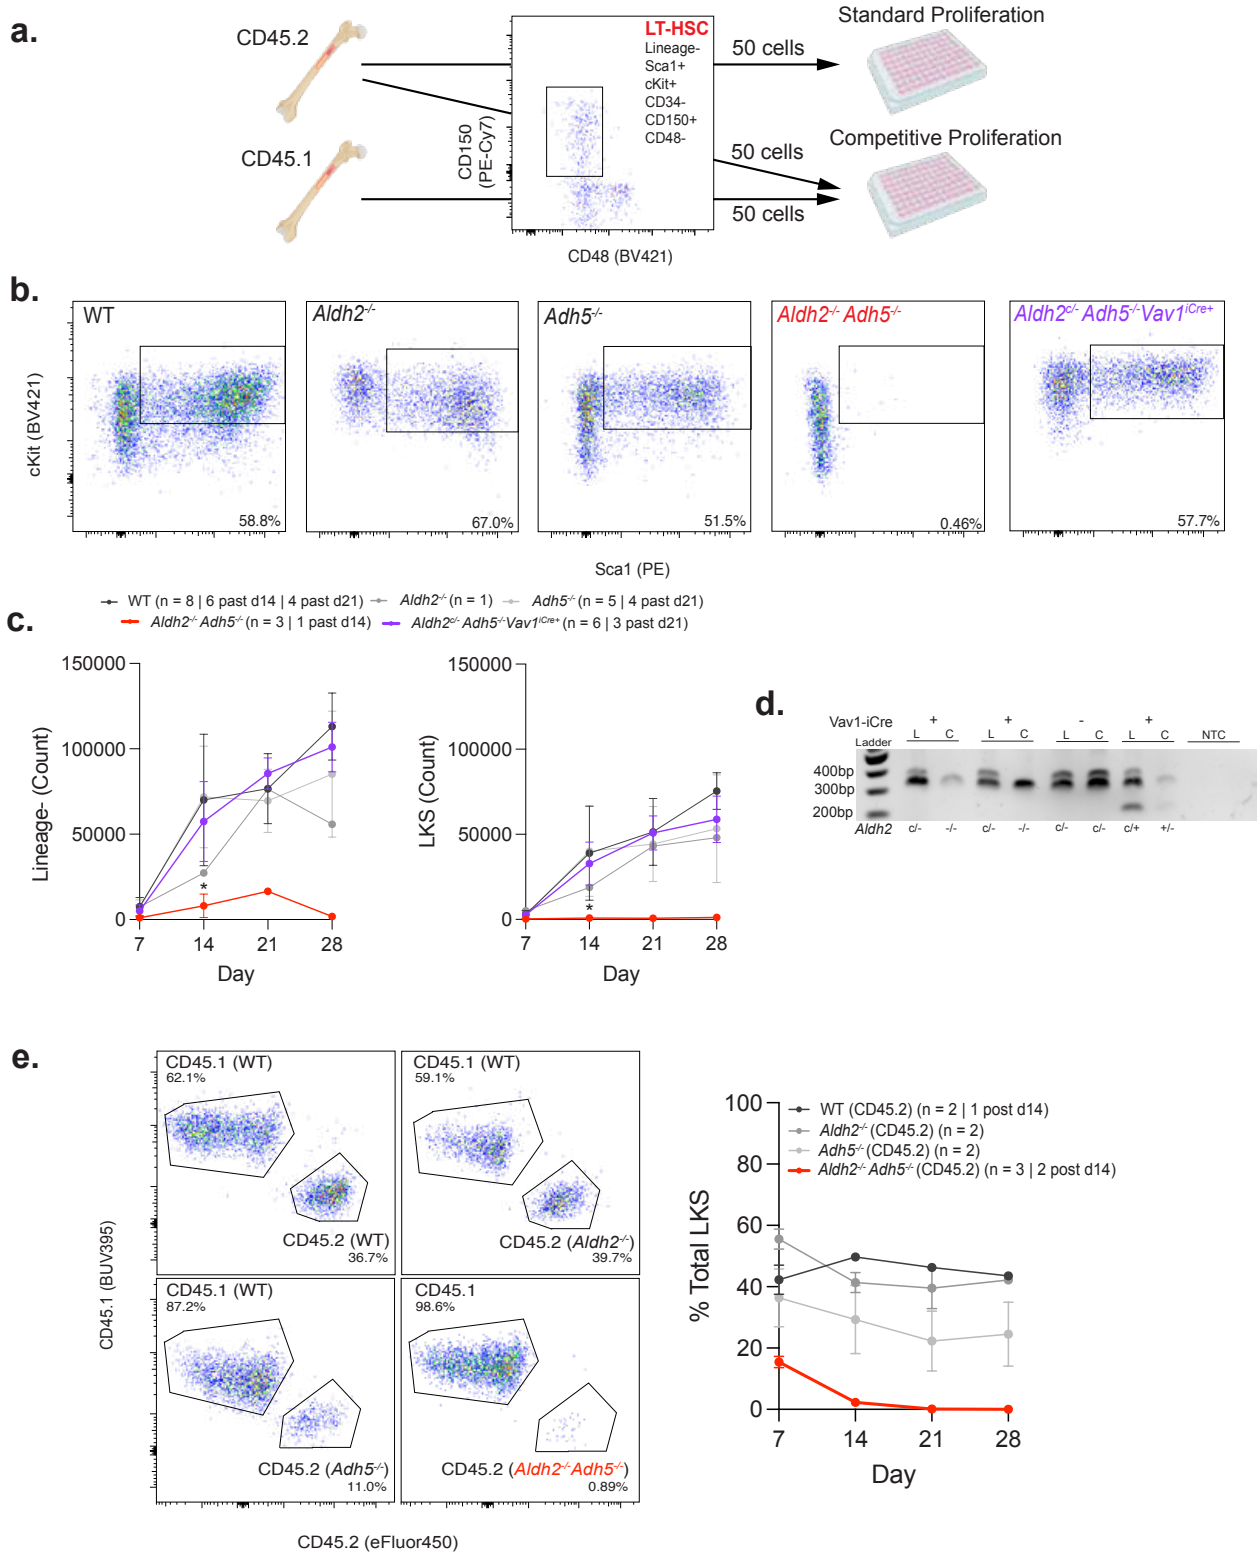 a.
CD45.2
CD45.1
CD150
(PE-Cy7)
LT-HSC
Lineage-
Sca1+
cKit+
CD34-
CD150+
CD48-
CD48 (BV421)
50 cells
50 cells
50 cells
Standard Proliferation
Competitive Proliferation
b.
WT
Aldh2-/-
Adh5-/-
Aldh2-/- Adh5-/-
Aldh2c/- Adh5-/- Vav1iCre+
cKit (BV421)
58.8%
67.0%
51.5%
0.46%
57.7%
Sca1 (PE)
WT (n = 8 | 6 past d14 | 4 past d21)
Aldh2-/- (n = 1)
Adh5-/- (n = 5 | 4 past d21)
Aldh2-/- Adh5-/- (n = 3 | 1 past d14)
Aldh2c/- Adh5-/- Vav1iCre+ (n = 6 | 3 past d21)
c.
Lineage- (Count)
150000
100000
50000
0
*
7 14 21 28
Day
LKS (Count)
150000
100000
50000
0
*
7 14 21 28
Day
d.
Vav1-iCre + + - +
Ladder L C L C L C L C NTC
400bp
300bp
200bp
Aldh2 c/- -/- c/- -/- c/- c/- c/+ +/-
e.
CD45.1 (BUV395)
CD45.1 (WT)
62.1%
CD45.2 (WT)
36.7%
CD45.1 (WT)
59.1%
CD45.2 (Aldh2-/-)
39.7%
CD45.1 (WT)
87.2%
CD45.2 (Adh5-/-)
11.0%
CD45.1
98.6%
CD45.2 (Aldh2-/-Adh5-/-)
0.89%
CD45.2 (eFluor450)
% Total LKS
100
80
60
40
20
0
WT (CD45.2) (n = 2 | 1 post d14)
Aldh2-/- (CD45.2) (n = 2)
Adh5-/- (CD45.2) (n = 2)
Aldh2-/- Adh5-/- (CD45.2) (n = 3 | 2 post d14)
7 14 21 28
Day